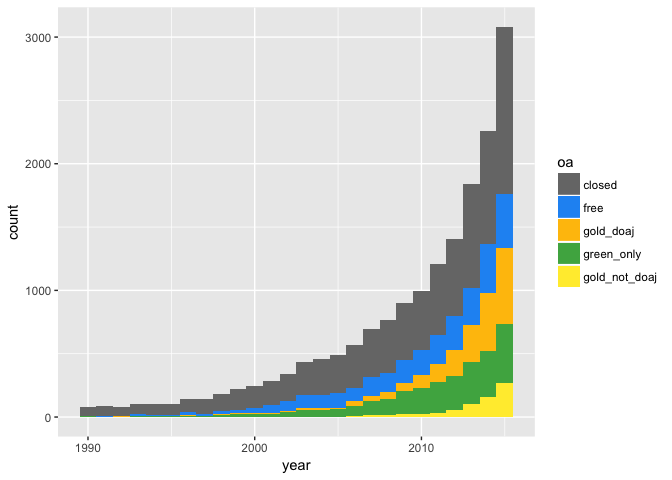 3000
2000
1000
0
count
1990
2000
2010
year
oa
closed
free
gold_doaj
green_only
gold_not_doaj